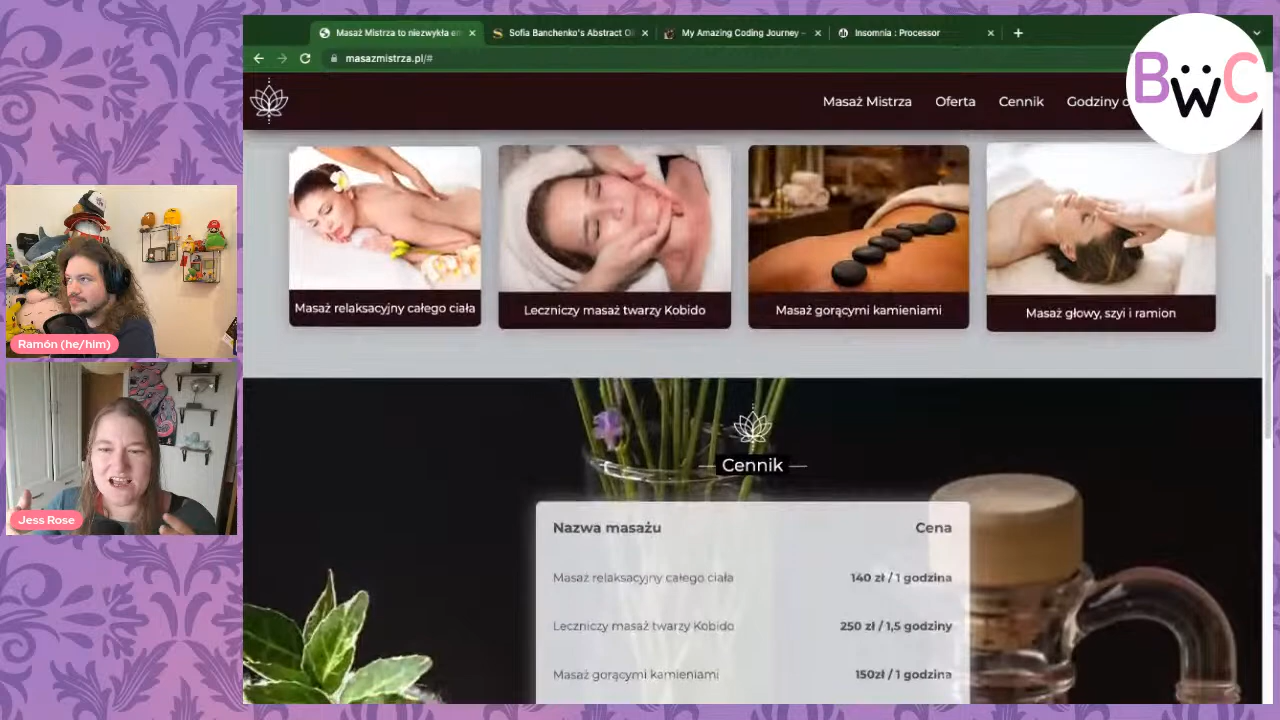 Masaż Mistrza to niezwykła em
Sofia Banchenko's Abstract Oi
My Amazing Coding Journey –
Insomnia : Processor
masazmistrza.pl/#
BWC
Masaż Mistrza
Oferta
Cennik
Godziny
Masaż relaksacyjny całego ciała
Leczniczy masaż twarzy Kobido
Masaż gorącymi kamieniami
Masaż głowy, szyi i ramion
Ramón (he/him)
Jess Rose
Cennik
Nazwa masażu Cena
Masaż relaksacyjny całego ciała 140 zł / 1 godzina
Leczniczy masaż twarzy Kobido 250 zł / 1,5 godziny
Masaż gorącymi kamieniami 150zł / 1 godzina